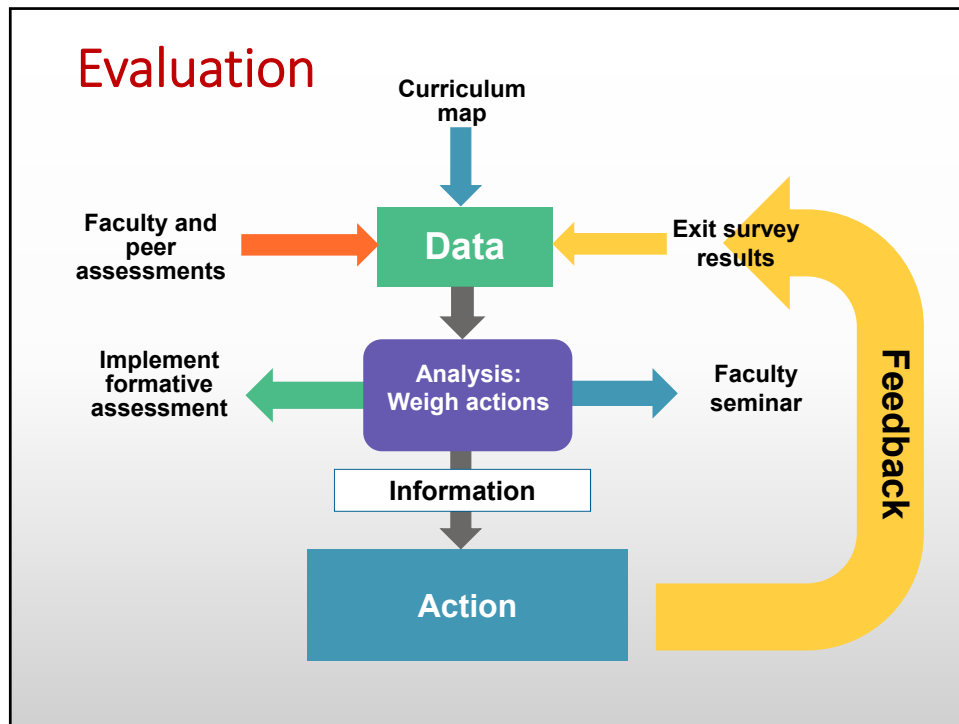 Evaluation
Curriculum
map
Faculty and
peer
assessments
Data
Exit survey
results
Implement
formative
assessment
Analysis:
Weigh actions
Faculty
seminar
Information
Action
Feedback